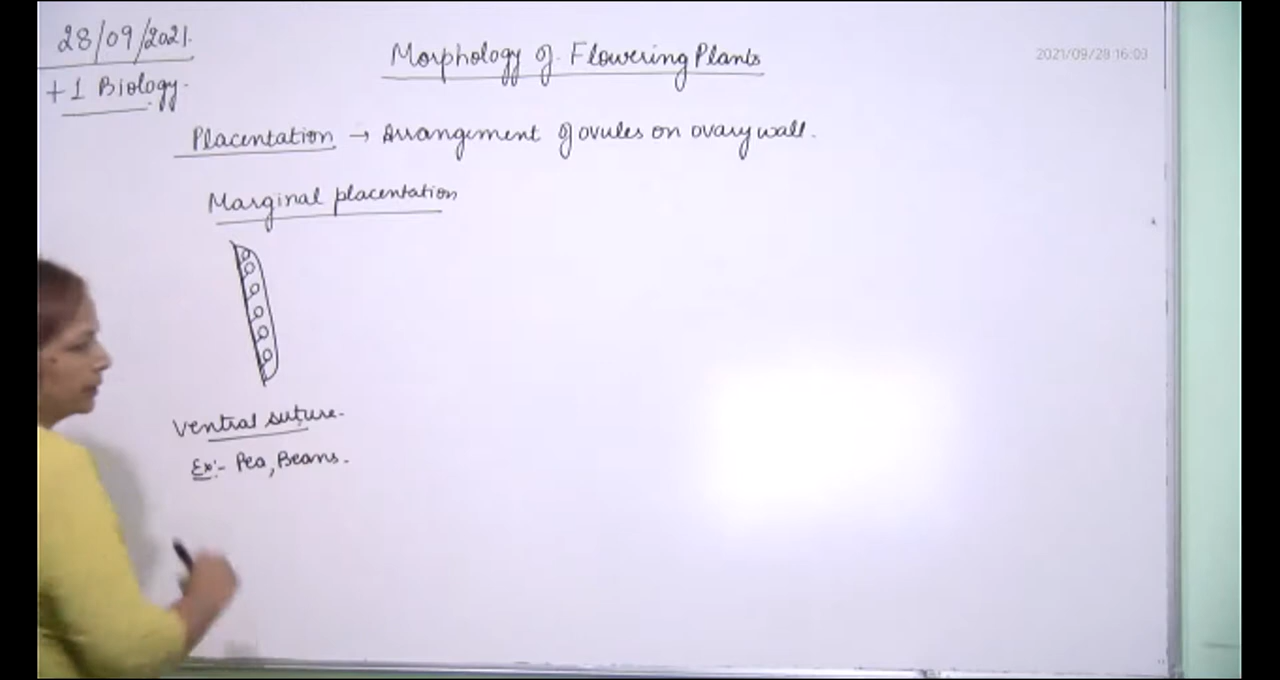 28/09/2021.
+1 Biology.
Morphology of Flowering Plants
2021/09/28 16:03
Placentation → Arrangement of ovules on ovary wall.
Marginal placentation
Ventral suture.
Ex:- Pea, Beans.